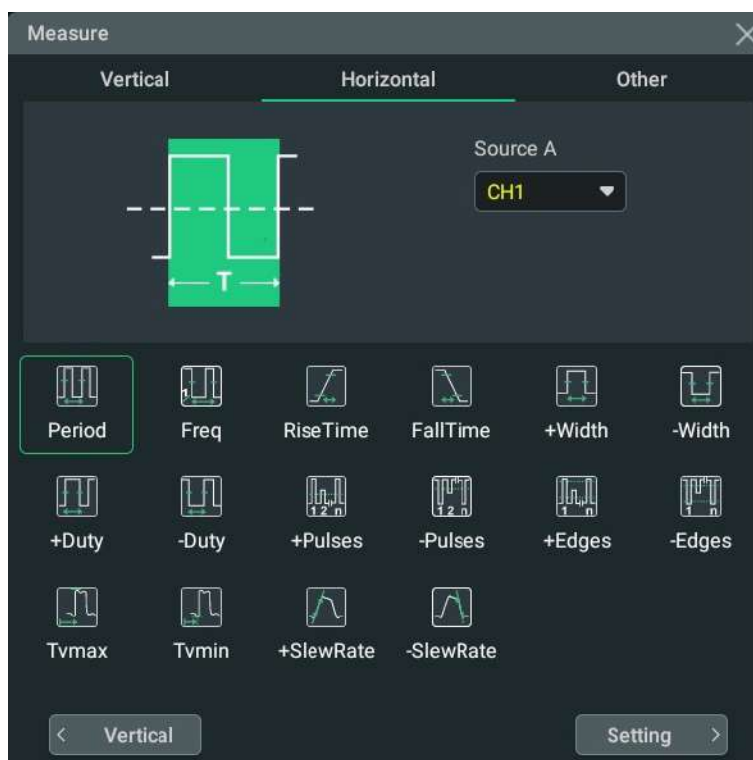 Measure
Vertical Horizontal Other
Source A
CH1
T
Period Freq RiseTime FallTime +Width -Width
+Duty -Duty +Pulses -Pulses +Edges -Edges
Tvmax Tvmin +SlewRate -SlewRate
< Vertical Setting >